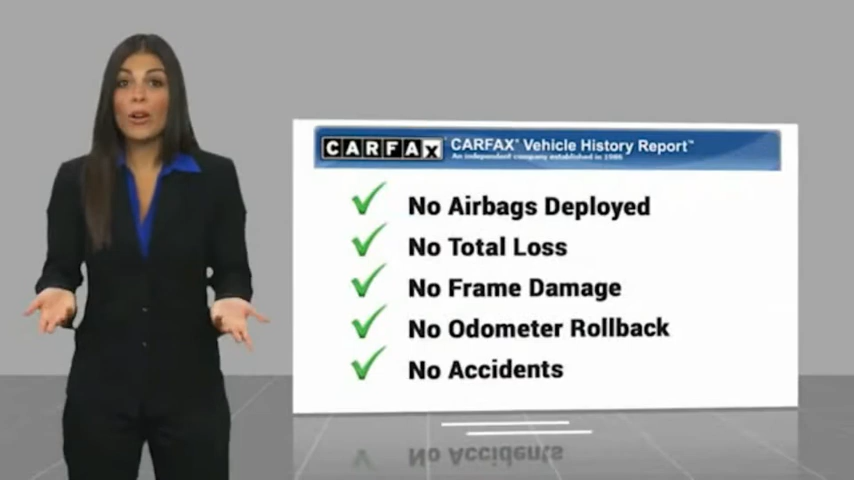 CARFAX CARFAX® Vehicle History Report™
An independent company established in 1986
No Airbags Deployed
No Total Loss
No Frame Damage
No Odometer Rollback
No Accidents
No Accidents